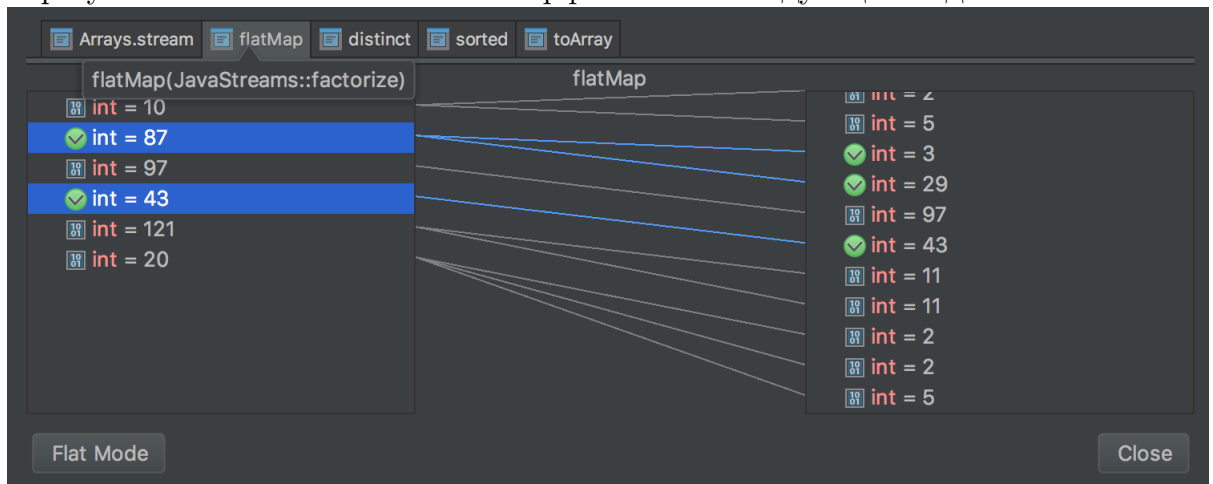 Arrays.stream flatMap distinct sorted toArray
flatMap(JavaStreams::factorize)
flatMap
int = 10
int = 87
int = 97
int = 43
int = 121
int = 20
int = 2
int = 5
int = 3
int = 29
int = 97
int = 43
int = 11
int = 11
int = 2
int = 2
int = 5
Flat Mode
Close